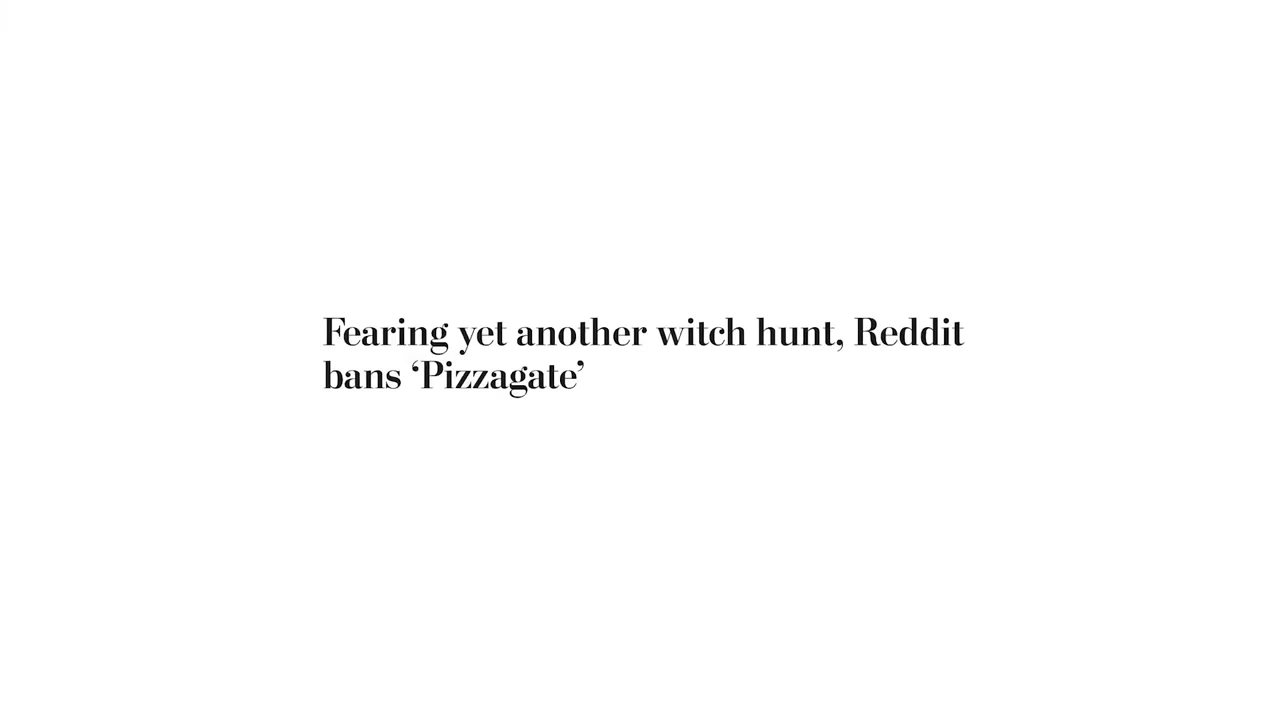 Fearing yet another witch hunt, Reddit
bans ‘Pizzagate’